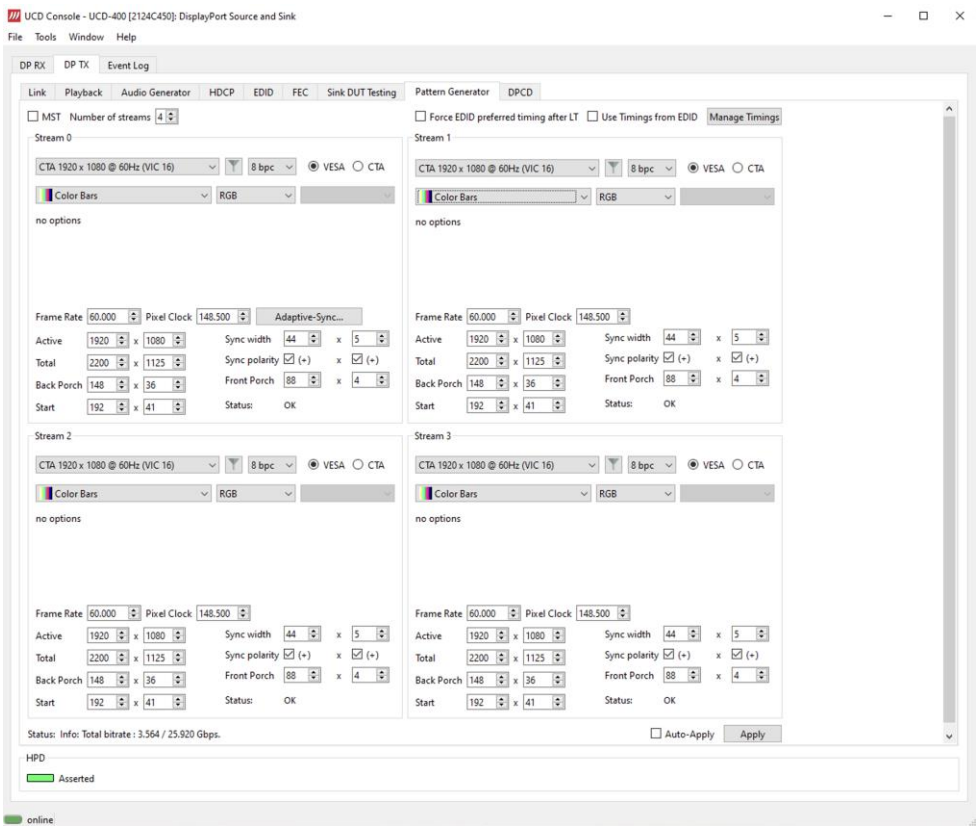 UCD Console - UCD-400 [2124C450]: DisplayPort Source and Sink
File Tools Window Help
DP RX DP TX Event Log
Link Playback Audio Generator HDCP EDID FEC Sink DUT Testing Pattern Generator DPCD
MST Number of streams 4 Force EDID preferred timing after LT Use Timings from EDID Manage Timings
Stream 0
CTA 1920 x 1080 @ 60Hz (VIC 16) 8 bpc VESA CTA
Color Bars RGB
no options
Frame Rate 60.000 Pixel Clock 148.500 Adaptive-Sync...
Active 1920 x 1080 Sync width 44 x 5
Total 2200 x 1125 Sync polarity (+) x (+)
Back Porch 148 x 36 Front Porch 88 x 4
Start 192 x 41 Status: OK
Stream 1
CTA 1920 x 1080 @ 60Hz (VIC 16) 8 bpc VESA CTA
Color Bars RGB
no options
Frame Rate 60.000 Pixel Clock 148.500
Active 1920 x 1080 Sync width 44 x 5
Total 2200 x 1125 Sync polarity (+) x (+)
Back Porch 148 x 36 Front Porch 88 x 4
Start 192 x 41 Status: OK
Stream 2
CTA 1920 x 1080 @ 60Hz (VIC 16) 8 bpc VESA CTA
Color Bars RGB
no options
Frame Rate 60.000 Pixel Clock 148.500
Active 1920 x 1080 Sync width 44 x 5
Total 2200 x 1125 Sync polarity (+) x (+)
Back Porch 148 x 36 Front Porch 88 x 4
Start 192 x 41 Status: OK
Stream 3
CTA 1920 x 1080 @ 60Hz (VIC 16) 8 bpc VESA CTA
Color Bars RGB
no options
Frame Rate 60.000 Pixel Clock 148.500
Active 1920 x 1080 Sync width 44 x 5
Total 2200 x 1125 Sync polarity (+) x (+)
Back Porch 148 x 36 Front Porch 88 x 4
Start 192 x 41 Status: OK
Status: Info: Total bitrate : 3.564 / 25.920 Gbps. Auto-Apply Apply
HPD
Asserted
online